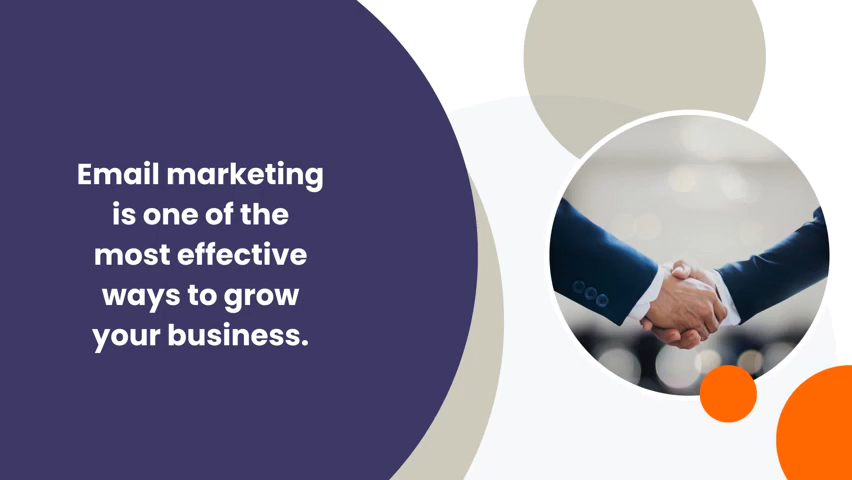 Email marketing
is one of the
most effective
ways to grow
your business.